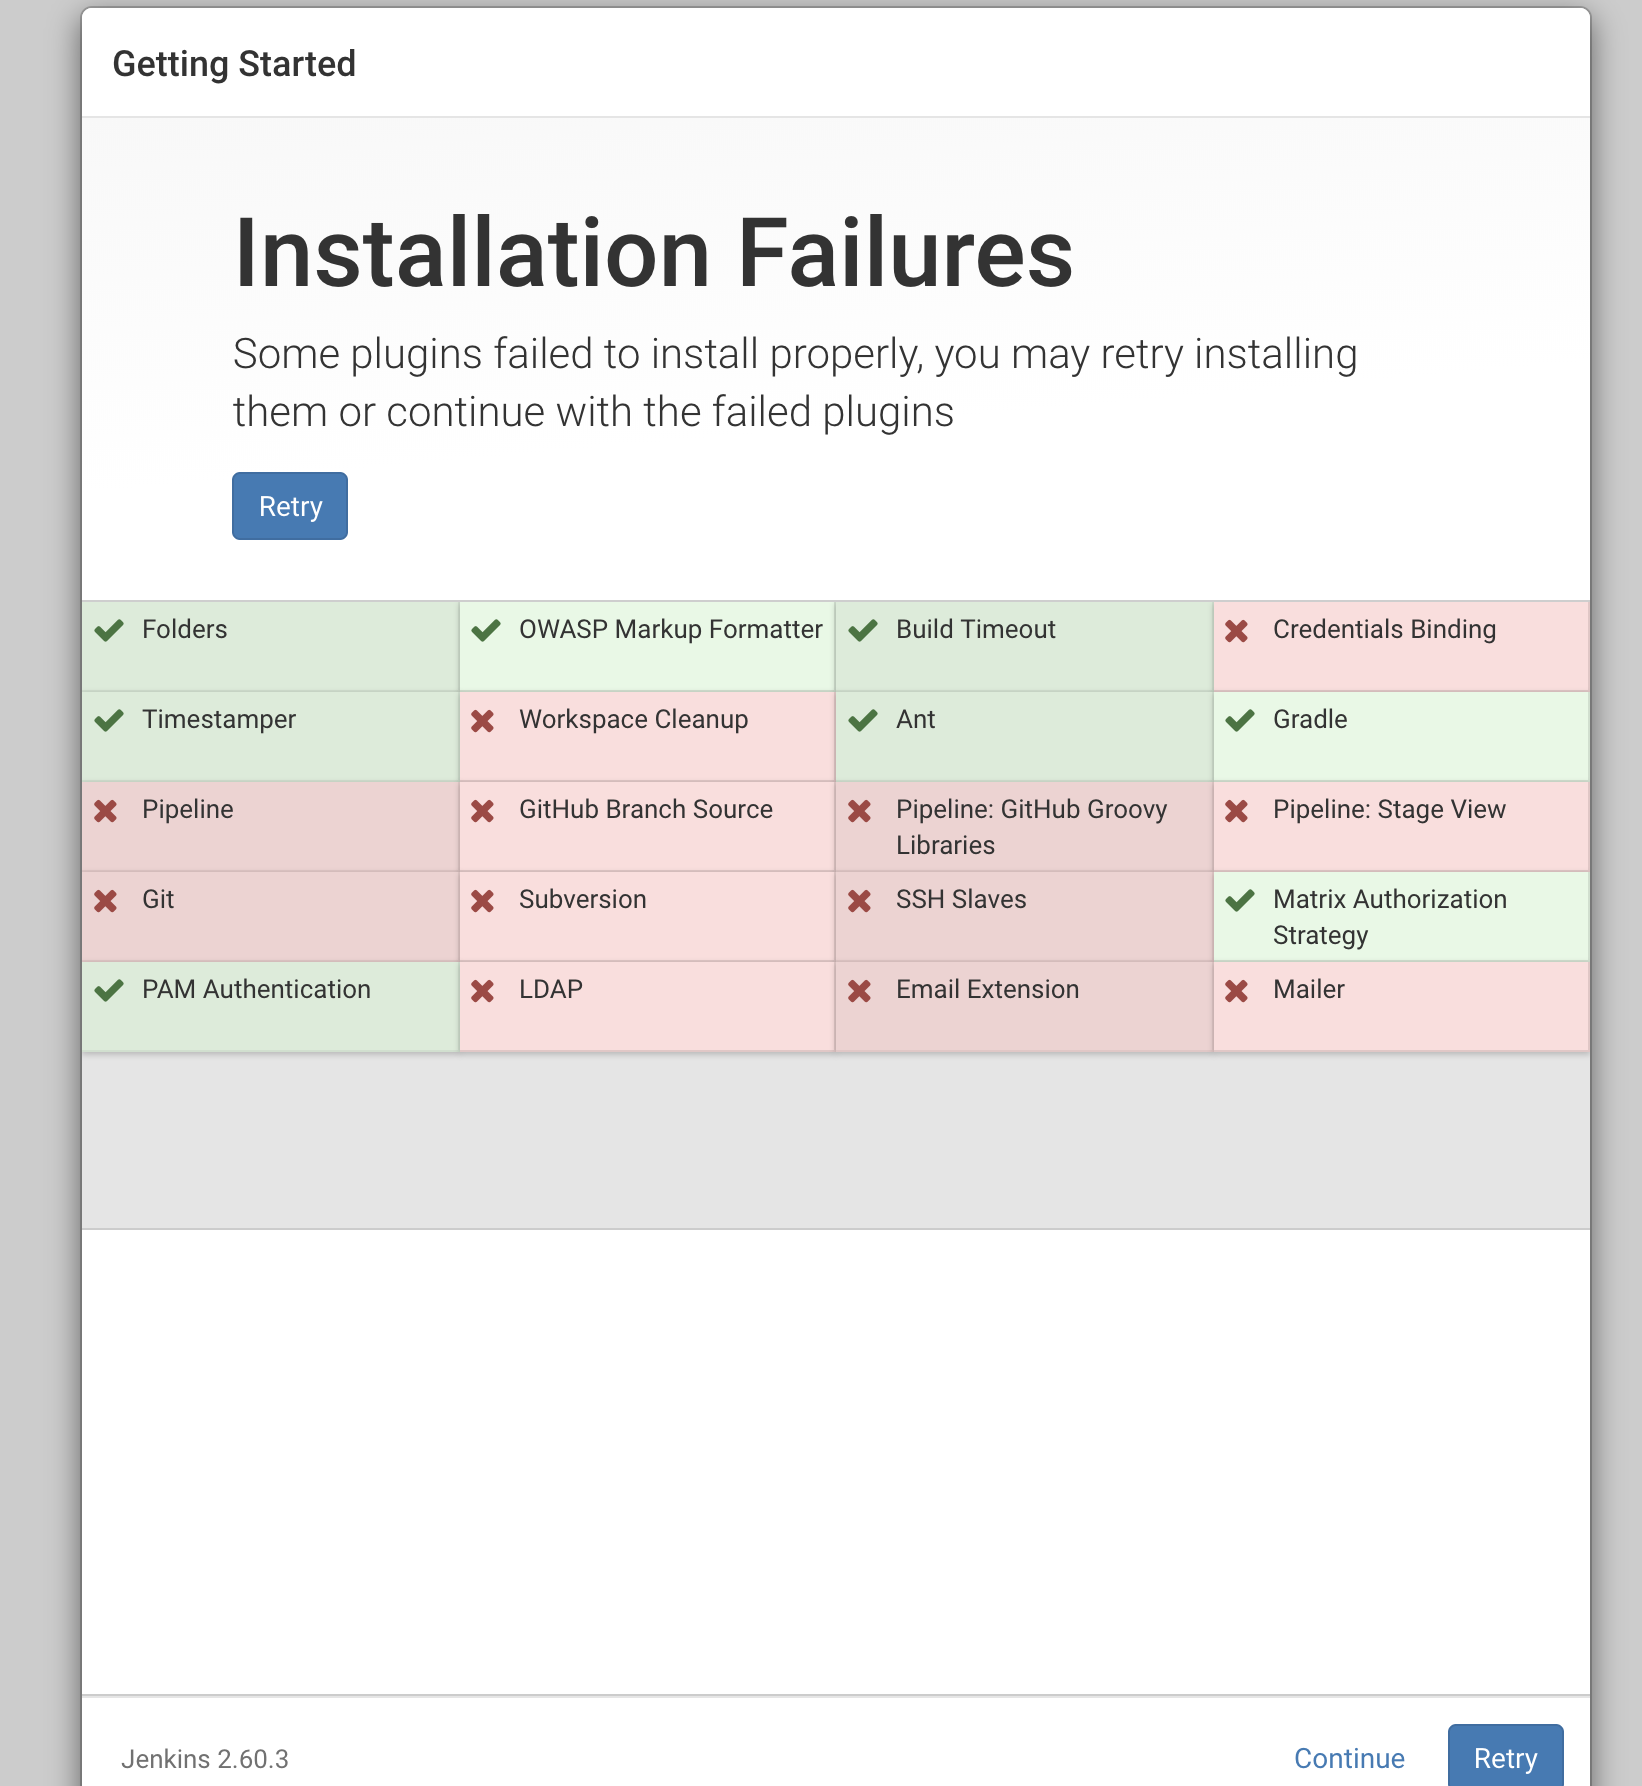 Getting Started
Installation Failures
Some plugins failed to install properly, you may retry installing
them or continue with the failed plugins
Retry
Folders
OWASP Markup Formatter
Build Timeout
Credentials Binding
Timestamper
Workspace Cleanup
Ant
Gradle
Pipeline
GitHub Branch Source
Pipeline: GitHub Groovy
Libraries
Pipeline: Stage View
Git
Subversion
SSH Slaves
Matrix Authorization
Strategy
PAM Authentication
LDAP
Email Extension
Mailer
Jenkins 2.60.3
Continue
Retry